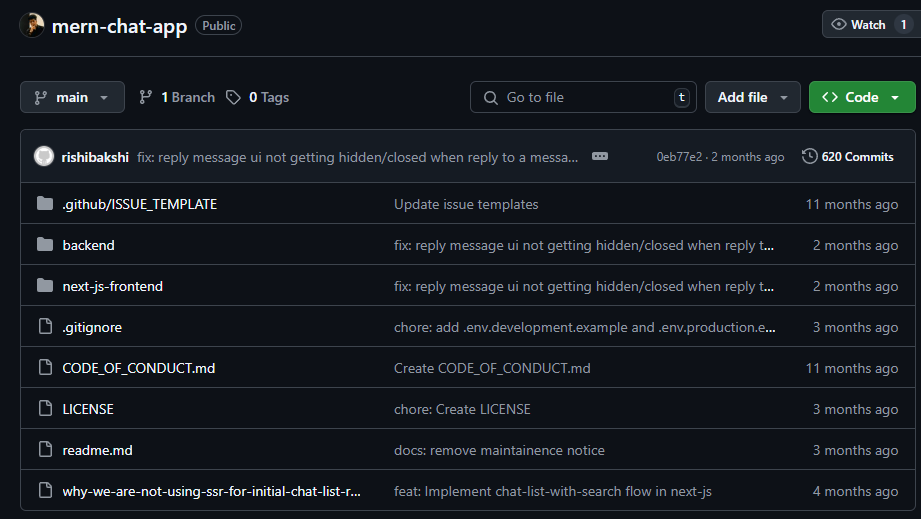 mern-chat-app Public Watch 1
main 1 Branch 0 Tags Go to file t Add file Code
rishibakshi fix: reply message ui not getting hidden/closed when reply to a messa... 0eb77e2 · 2 months ago 620 Commits
.github/ISSUE_TEMPLATE Update issue templates 11 months ago
backend fix: reply message ui not getting hidden/closed when reply t... 2 months ago
next-js-frontend fix: reply message ui not getting hidden/closed when reply t... 2 months ago
.gitignore chore: add .env.development.example and .env.production.e... 3 months ago
CODE_OF_CONDUCT.md Create CODE_OF_CONDUCT.md 11 months ago
LICENSE chore: Create LICENSE 3 months ago
readme.md docs: remove maintainence notice 3 months ago
why-we-are-not-using-ssr-for-initial-chat-list-r... feat: Implement chat-list-with-search flow in next-js 4 months ago